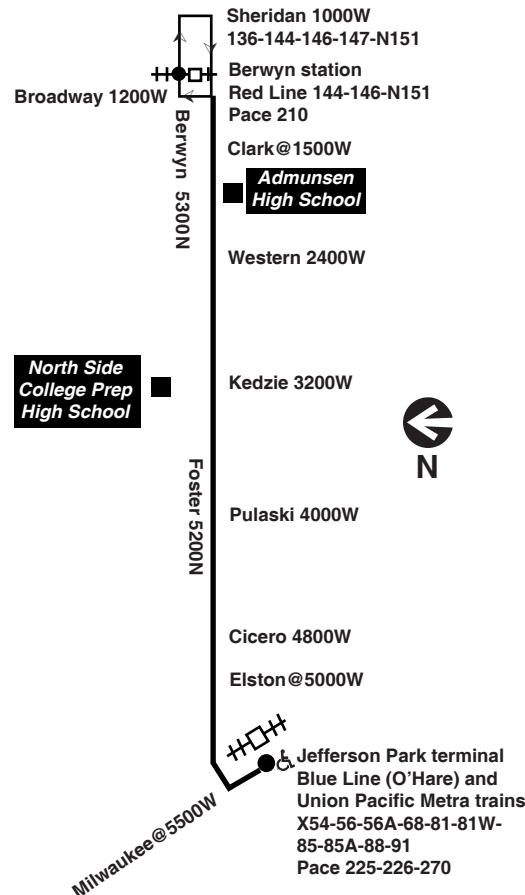 Sheridan 1000W
136-144-146-147-N151
Berwyn station
Red Line 144-146-N151
Pace 210
Broadway 1200W
Berwyn 5300N
Clark@1500W
Admunsen
High School
Western 2400W
North Side
College Prep
High School
Kedzie 3200W
N
Foster 5200N
Pulaski 4000W
Cicero 4800W
Elston@5000W
Jefferson Park terminal
Blue Line (O'Hare) and
Union Pacific Metra trains
X54-56-56A-68-81-81W-
85-85A-88-91
Pace 225-226-270
Milwaukee@5500W